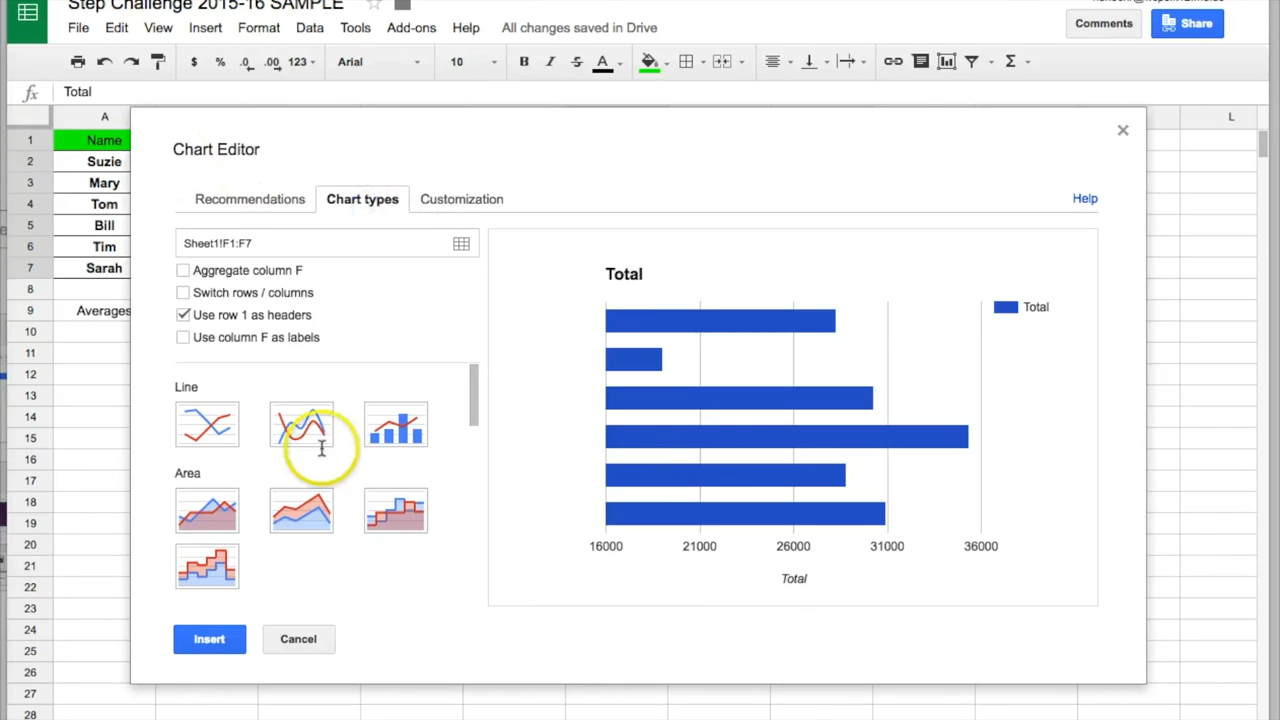 Step Challenge 2015-16 SAMPLE
File Edit View Insert Format Data Tools Add-ons Help All changes saved in Drive
Comments Share
$ % .0 .00 123 Arial 10 B I S A Σ
fx Total
A L
1 Name
2 Suzie
3 Mary
4 Tom
5 Bill
6 Tim
7 Sarah
8
9 Averages
10
11
12
13
14
15
16
17
18
19
20
21
22
23
24
25
26
27
28
Chart Editor
Recommendations Chart types Customization Help
Sheet1!F1:F7
Aggregate column F
Switch rows / columns
Use row 1 as headers
Use column F as labels
Line
Area
Insert Cancel
Total
Total
16000 21000 26000 31000 36000
Total